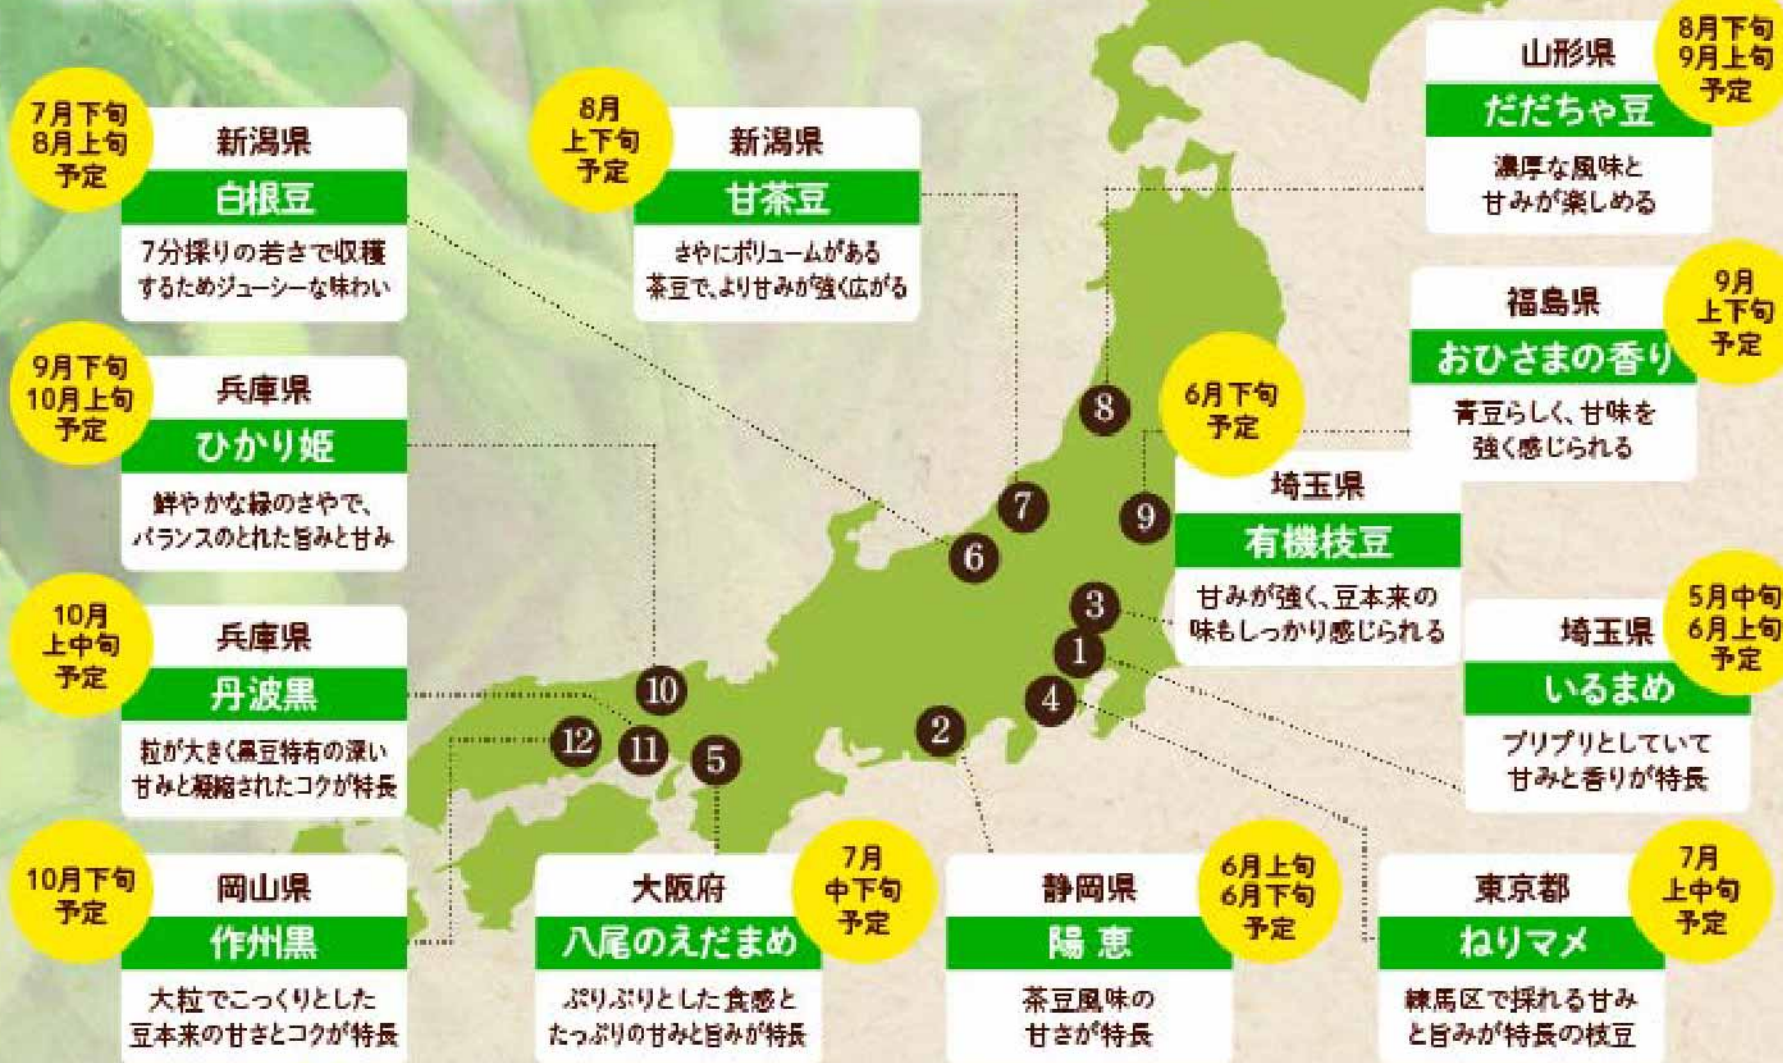 7月下旬
8月上旬
予定
新潟県
白根豆
7分採りの若さで収穫
するためジューシーな味わい
8月
上下旬
予定
新潟県
甘茶豆
さやにボリュームがある
茶豆で、より甘みが強く広がる
8月下旬
9月上旬
予定
山形県
だだちゃ豆
濃厚な風味と
甘みが楽しめる
9月
上下旬
予定
福島県
おひさまの香り
青豆らしく、甘味を
強く感じられる
9月下旬
10月上旬
予定
兵庫県
ひかり姫
鮮やかな緑のさやで、
バランスのとれた旨みと甘み
6月下旬
予定
埼玉県
有機枝豆
甘みが強く、豆本来の
味もしっかり感じられる
5月中旬
6月上旬
予定
埼玉県
いるまめ
プリプリとしていて
甘みと香りが特長
10月
上中旬
予定
兵庫県
丹波黒
粒が大きく黒豆特有の深い
甘みと凝縮されたコクが特長
8
7
9
6
3
1
4
2
10
12
11
5
10月下旬
予定
岡山県
作州黒
大粒でこっくりとした
豆本来の甘さとコクが特長
7月
中下旬
予定
大阪府
八尾のえだまめ
ぷりぷりとした食感と
たっぷりの甘みと旨みが特長
6月上旬
6月下旬
予定
静岡県
陽恵
茶豆風味の
甘さが特長
7月
上中旬
予定
東京都
ねりマメ
練馬区で採れる甘み
と旨みが特長の枝豆